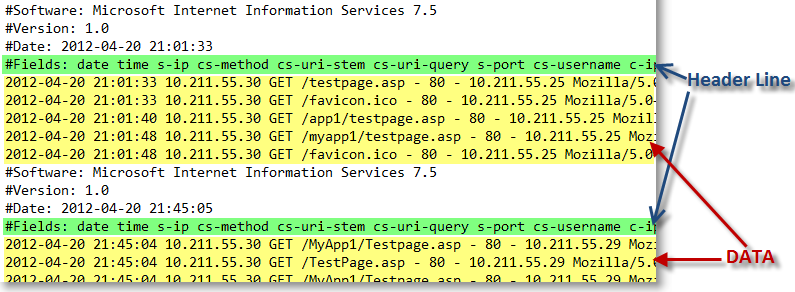 #Software: Microsoft Internet Information Services 7.5
#Version: 1.0
#Date: 2012-04-20 21:01:33
#Fields: date time s-ip cs-method cs-uri-stem cs-uri-query s-port cs-username c-ip
2012-04-20 21:01:33 10.211.55.30 GET /testpage.asp - 80 - 10.211.55.25 Mozilla/5.0
2012-04-20 21:01:33 10.211.55.30 GET /favicon.ico - 80 - 10.211.55.25 Mozilla/5.0
2012-04-20 21:01:40 10.211.55.30 GET /app1/testpage.asp - 80 - 10.211.55.25 Mozil
2012-04-20 21:01:48 10.211.55.30 GET /myapp1/testpage.asp - 80 - 10.211.55.25 Moz
2012-04-20 21:01:48 10.211.55.30 GET /favicon.ico - 80 - 10.211.55.25 Mozilla/5.0
#Software: Microsoft Internet Information Services 7.5
#Version: 1.0
#Date: 2012-04-20 21:45:05
#Fields: date time s-ip cs-method cs-uri-stem cs-uri-query s-port cs-username c-ip
2012-04-20 21:45:04 10.211.55.30 GET /MyApp1/Testpage.asp - 80 - 10.211.55.29 Moz
2012-04-20 21:45:04 10.211.55.30 GET /TestPage.asp - 80 - 10.211.55.29 Mozilla/5.0
2012-04-20 21:45:04 10.211.55.30 GET /MyApp1/Testpage.asp - 80 - 10.211.55.29 Moz
Header Line
DATA